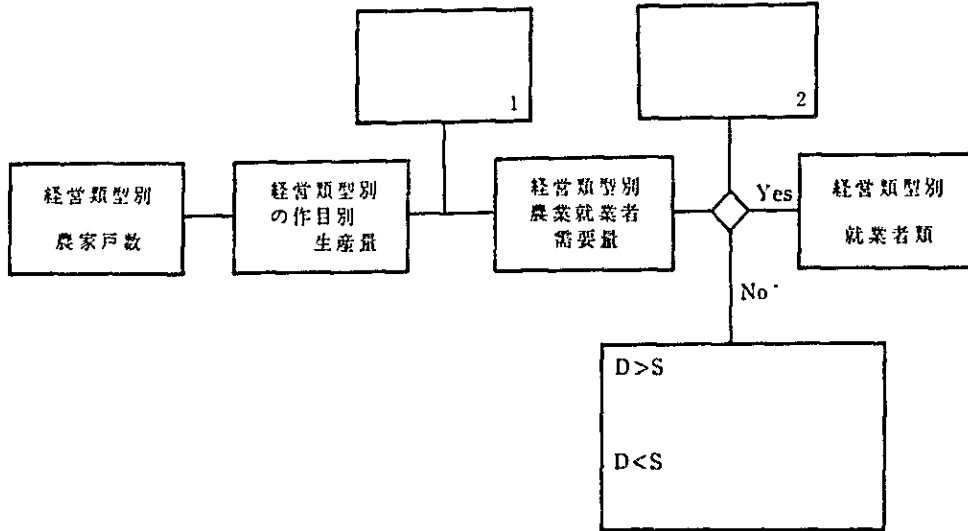 1
2
経営類型別
農家戸数
経営類型別
の作目別
生産量
経営類型別
農業就業者
需要量
Yes
経営類型別
就業者類
No
D>S
D<S